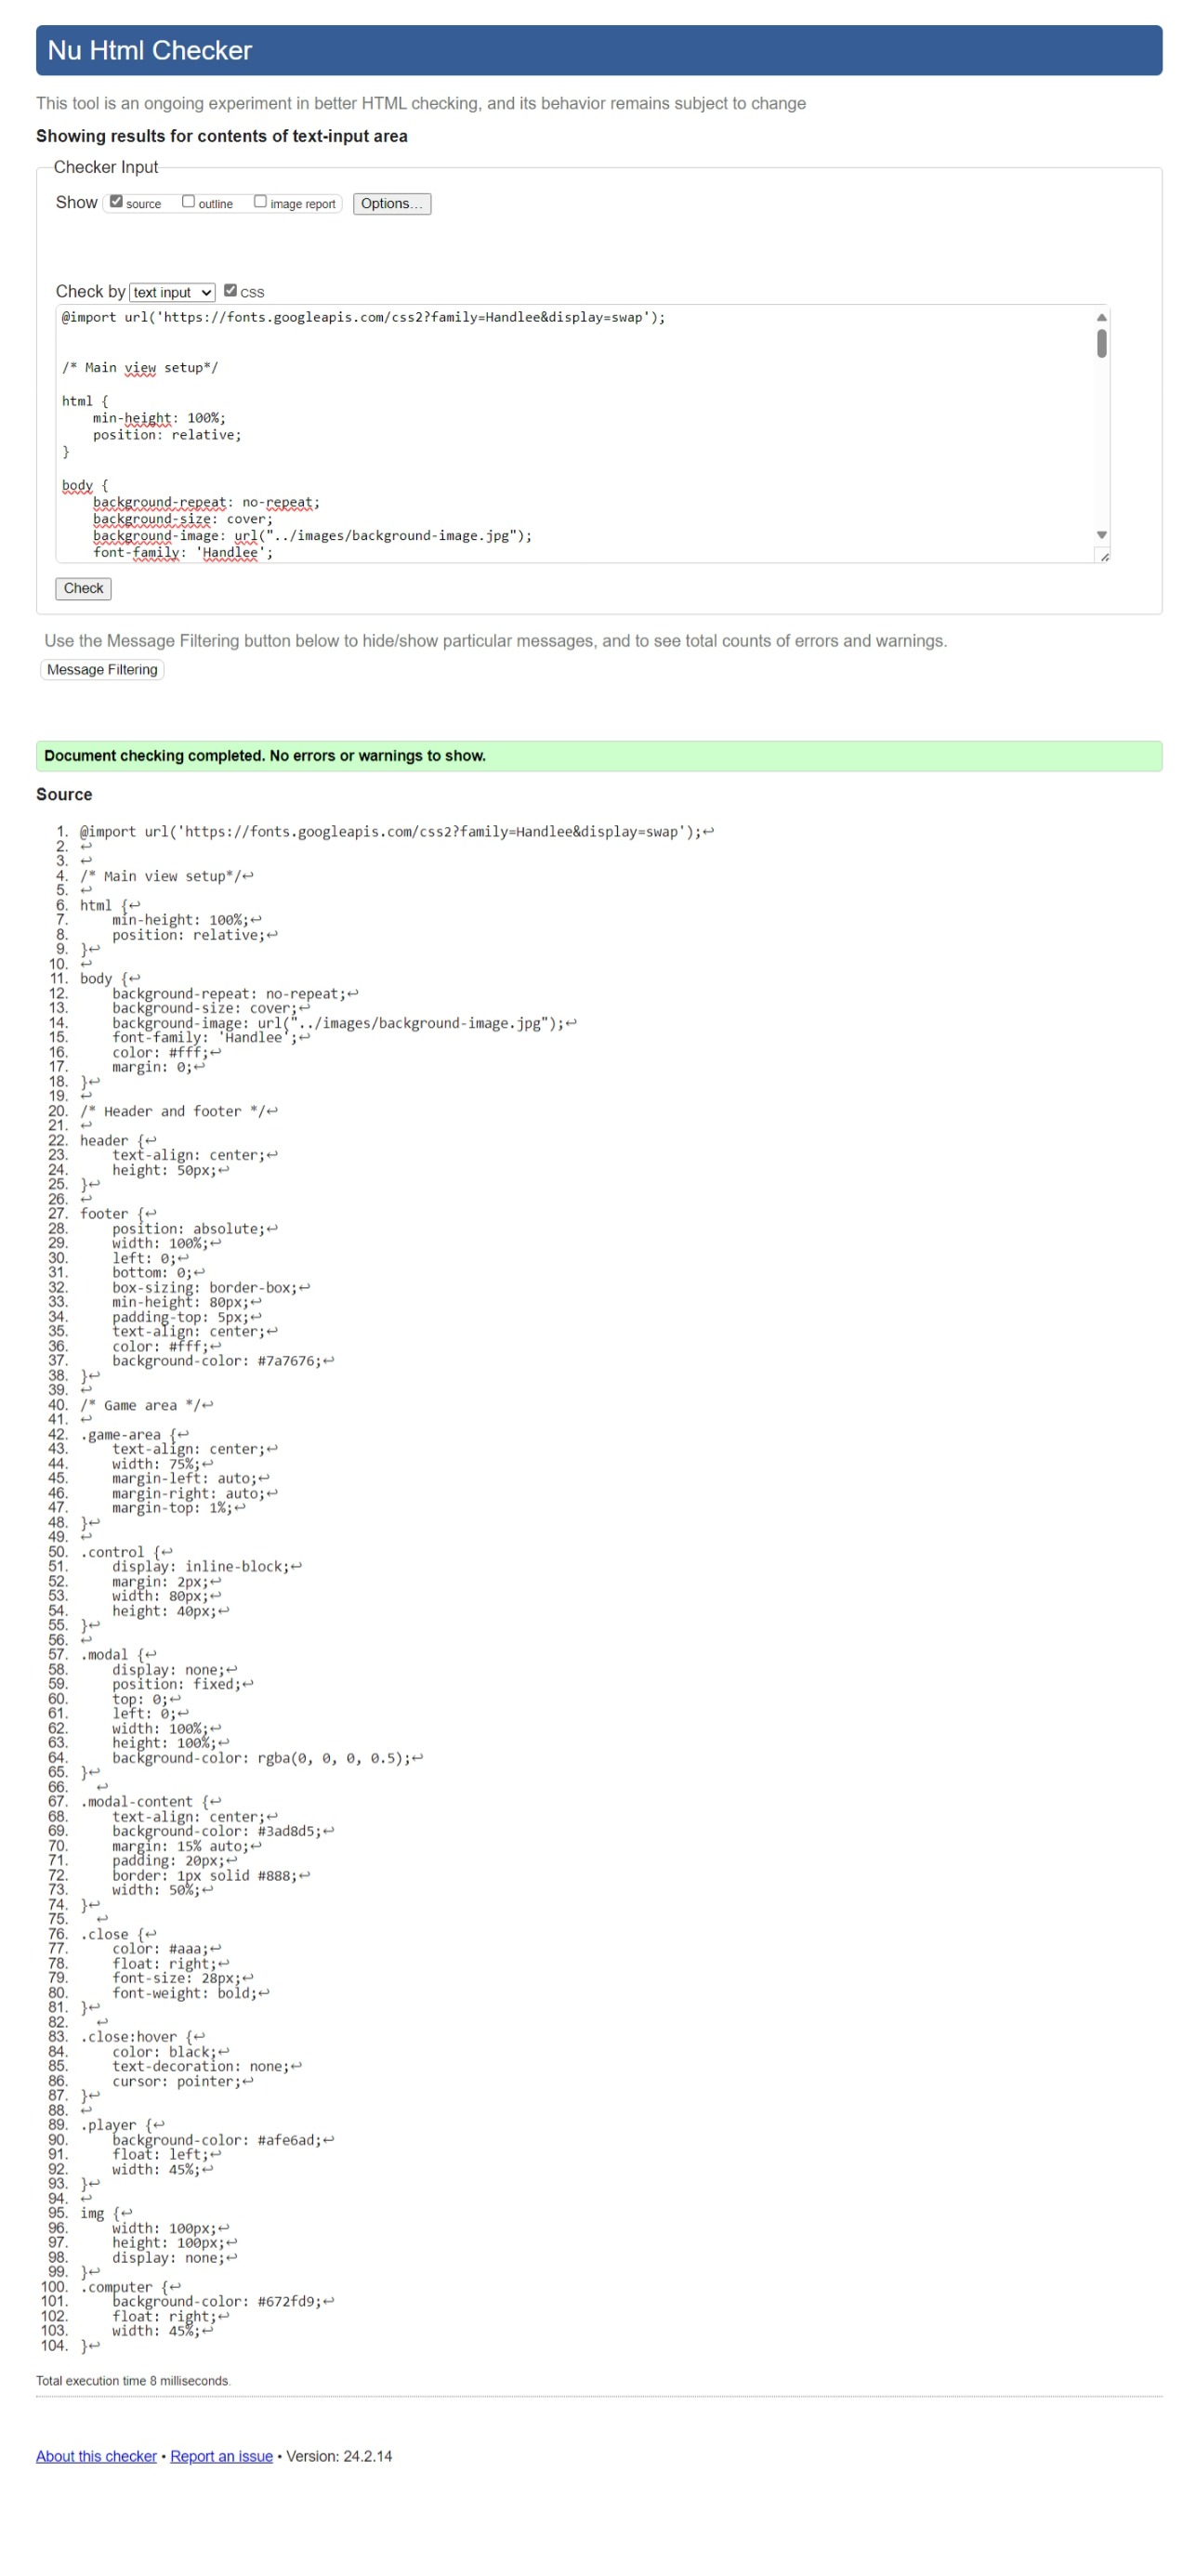 Nu Html Checker
This tool is an ongoing experiment in better HTML checking, and its behavior remains subject to change
Showing results for contents of text-input area
Checker Input
Show source outline image report Options...
Check by text input CSS
@import url('https://fonts.googleapis.com/css2?family=Handlee&display=swap');
/* Main view setup*/
html {
    min-height: 100%;
    position: relative;
}
body {
    background-repeat: no-repeat;
    background-size: cover;
    background-image: url("../images/background-image.jpg");
    font-family: 'Handlee';
Check
Use the Message Filtering button below to hide/show particular messages, and to see total counts of errors and warnings.
Message Filtering
Document checking completed. No errors or warnings to show.
Source
1. @import url('https://fonts.googleapis.com/css2?family=Handlee&display=swap');↩
2. ↩
3. ↩
4. /* Main view setup*/↩
5. ↩
6. html {↩
7.     min-height: 100%;↩
8.     position: relative;↩
9. }↩
10. ↩
11. body {↩
12.     background-repeat: no-repeat;↩
13.     background-size: cover;↩
14.     background-image: url("../images/background-image.jpg");↩
15.     font-family: 'Handlee';↩
16.     color: #fff;↩
17.     margin: 0;↩
18. }↩
19. ↩
20. /* Header and footer */↩
21. ↩
22. header {↩
23.     text-align: center;↩
24.     height: 50px;↩
25. }↩
26. ↩
27. footer {↩
28.     position: absolute;↩
29.     width: 100%;↩
30.     left: 0;↩
31.     bottom: 0;↩
32.     box-sizing: border-box;↩
33.     min-height: 80px;↩
34.     padding-top: 5px;↩
35.     text-align: center;↩
36.     color: #fff;↩
37.     background-color: #7a7676;↩
38. }↩
39. ↩
40. /* Game area */↩
41. ↩
42. .game-area {↩
43.     text-align: center;↩
44.     width: 75%;↩
45.     margin-left: auto;↩
46.     margin-right: auto;↩
47.     margin-top: 1%;↩
48. }↩
49. ↩
50. .control {↩
51.     display: inline-block;↩
52.     margin: 2px;↩
53.     width: 80px;↩
54.     height: 40px;↩
55. }↩
56. ↩
57. .modal {↩
58.     display: none;↩
59.     position: fixed;↩
60.     top: 0;↩
61.     left: 0;↩
62.     width: 100%;↩
63.     height: 100%;↩
64.     background-color: rgba(0, 0, 0, 0.5);↩
65. }↩
66.   ↩
67. .modal-content {↩
68.     text-align: center;↩
69.     background-color: #3ad8d5;↩
70.     margin: 15% auto;↩
71.     padding: 20px;↩
72.     border: 1px solid #888;↩
73.     width: 50%;↩
74. }↩
75.   ↩
76. .close {↩
77.     color: #aaa;↩
78.     float: right;↩
79.     font-size: 28px;↩
80.     font-weight: bold;↩
81. }↩
82.   ↩
83. .close:hover {↩
84.     color: black;↩
85.     text-decoration: none;↩
86.     cursor: pointer;↩
87. }↩
88. ↩
89. .player {↩
90.     background-color: #afe6ad;↩
91.     float: left;↩
92.     width: 45%;↩
93. }↩
94. ↩
95. img {↩
96.     width: 100px;↩
97.     height: 100px;↩
98.     display: none;↩
99. }↩
100. .computer {↩
101.     background-color: #672fd9;↩
102.     float: right;↩
103.     width: 45%;↩
104. }↩
Total execution time 8 milliseconds.
About this checker • Report an issue • Version: 24.2.14